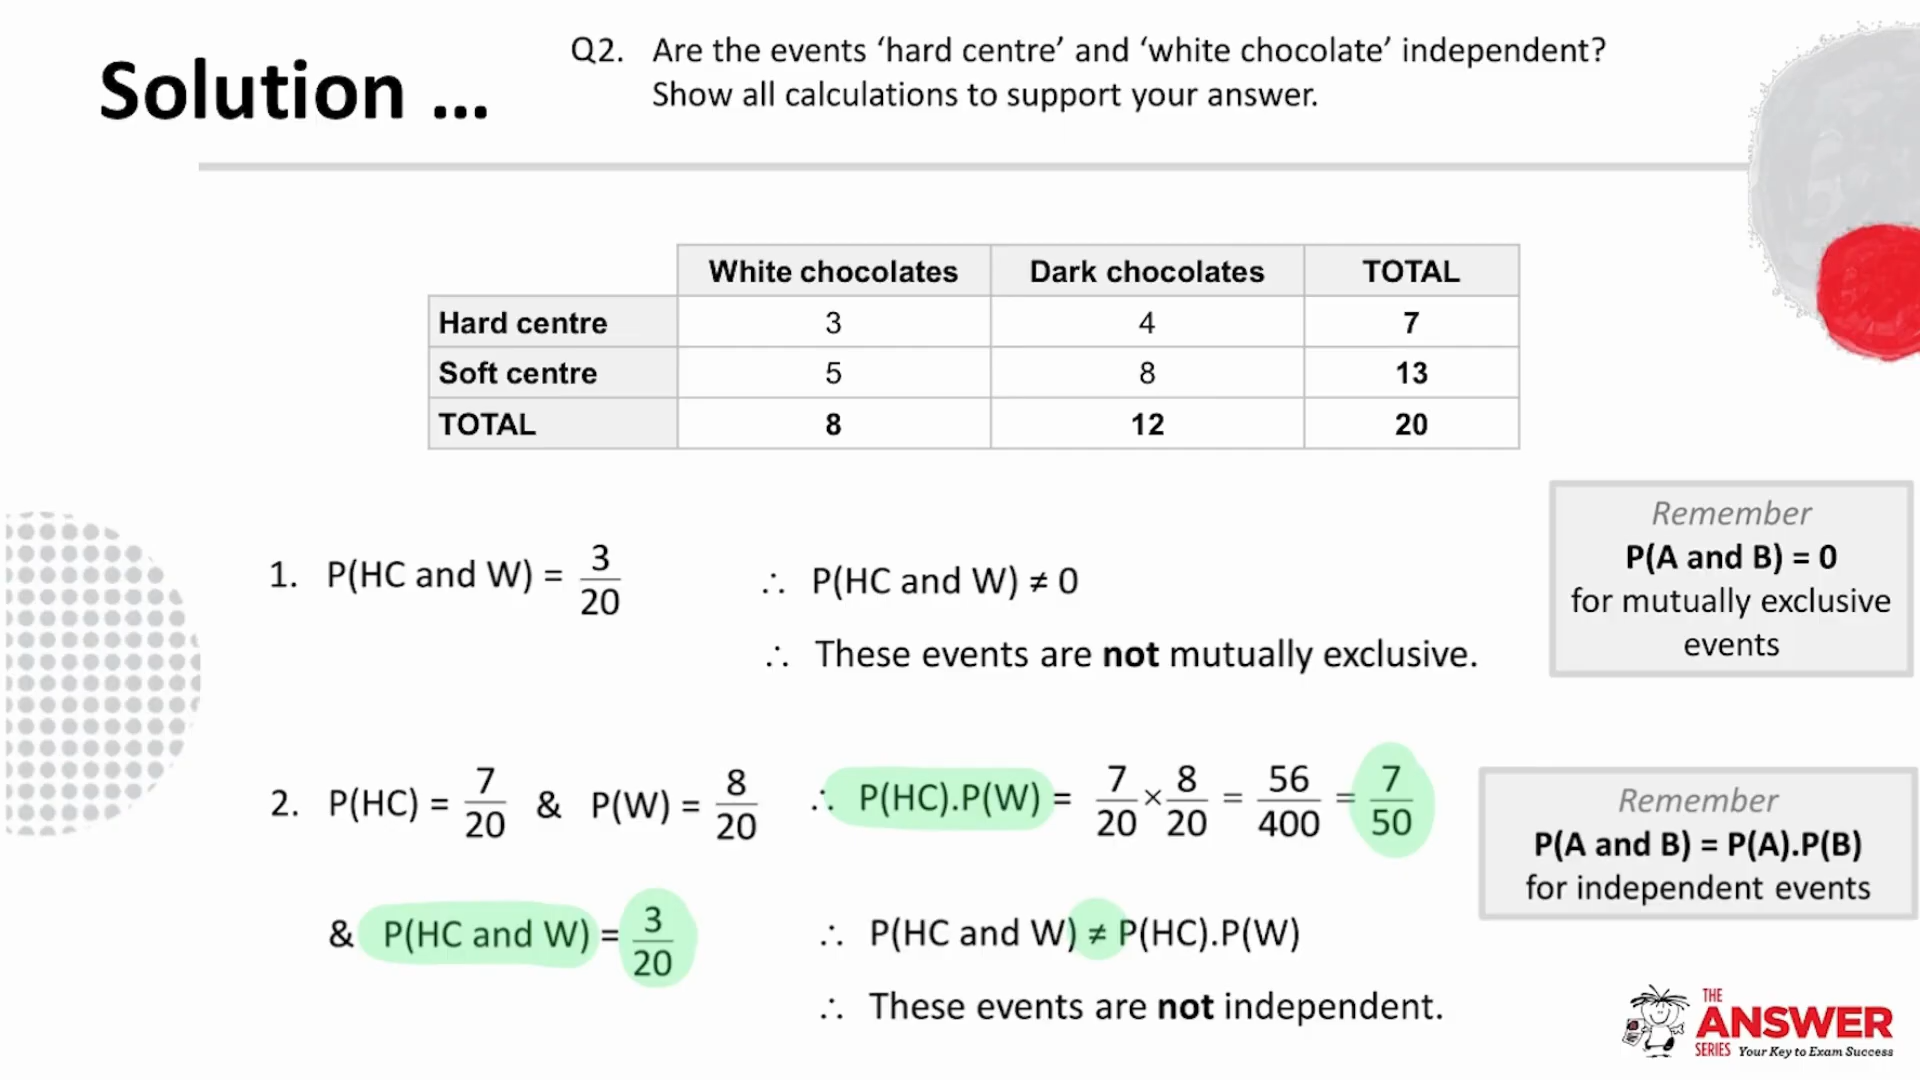 Solution ...
Q2. Are the events ‘hard centre’ and ‘white chocolate’ independent?
Show all calculations to support your answer.
White chocolates Dark chocolates TOTAL
Hard centre 3 4 7
Soft centre 5 8 13
TOTAL 8 12 20
1. P(HC and W) = 3/20 ∴ P(HC and W) ≠ 0
∴ These events are not mutually exclusive.
Remember
P(A and B) = 0
for mutually exclusive
events
2. P(HC) = 7/20 & P(W) = 8/20 ∴ P(HC).P(W) = 7/20 × 8/20 = 56/400 = 7/50
& P(HC and W) = 3/20 ∴ P(HC and W) ≠ P(HC).P(W)
∴ These events are not independent.
Remember
P(A and B) = P(A).P(B)
for independent events
THE
ANSWER
SERIES Your Key to Exam Success